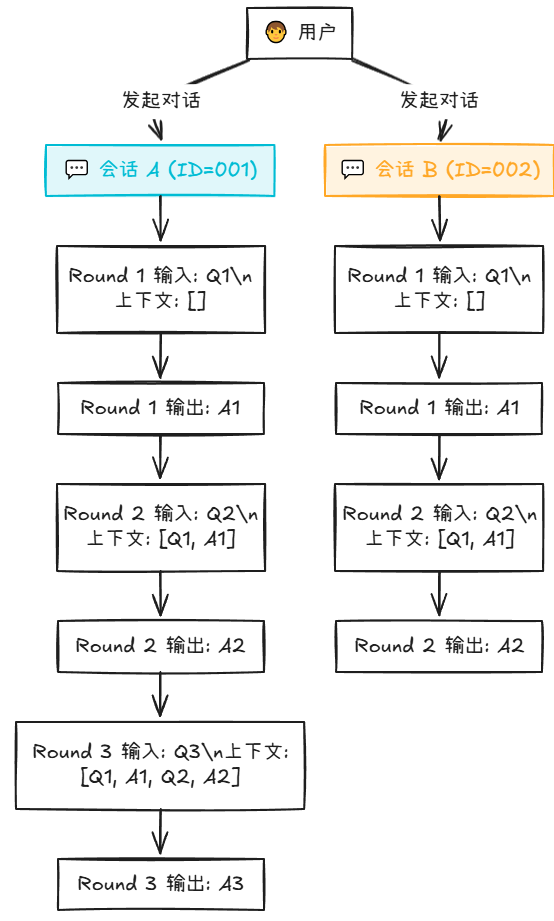 用户
发起对话
发起对话
会话 A (ID=001)
会话 B (ID=002)
Round 1 输入: Q1\n
上下文: []
Round 1 输入: Q1\n
上下文: []
Round 1 输出: A1
Round 1 输出: A1
Round 2 输入: Q2\n
上下文: [Q1, A1]
Round 2 输入: Q2\n
上下文: [Q1, A1]
Round 2 输出: A2
Round 2 输出: A2
Round 3 输入: Q3\n上下文:
[Q1, A1, Q2, A2]
Round 3 输出: A3